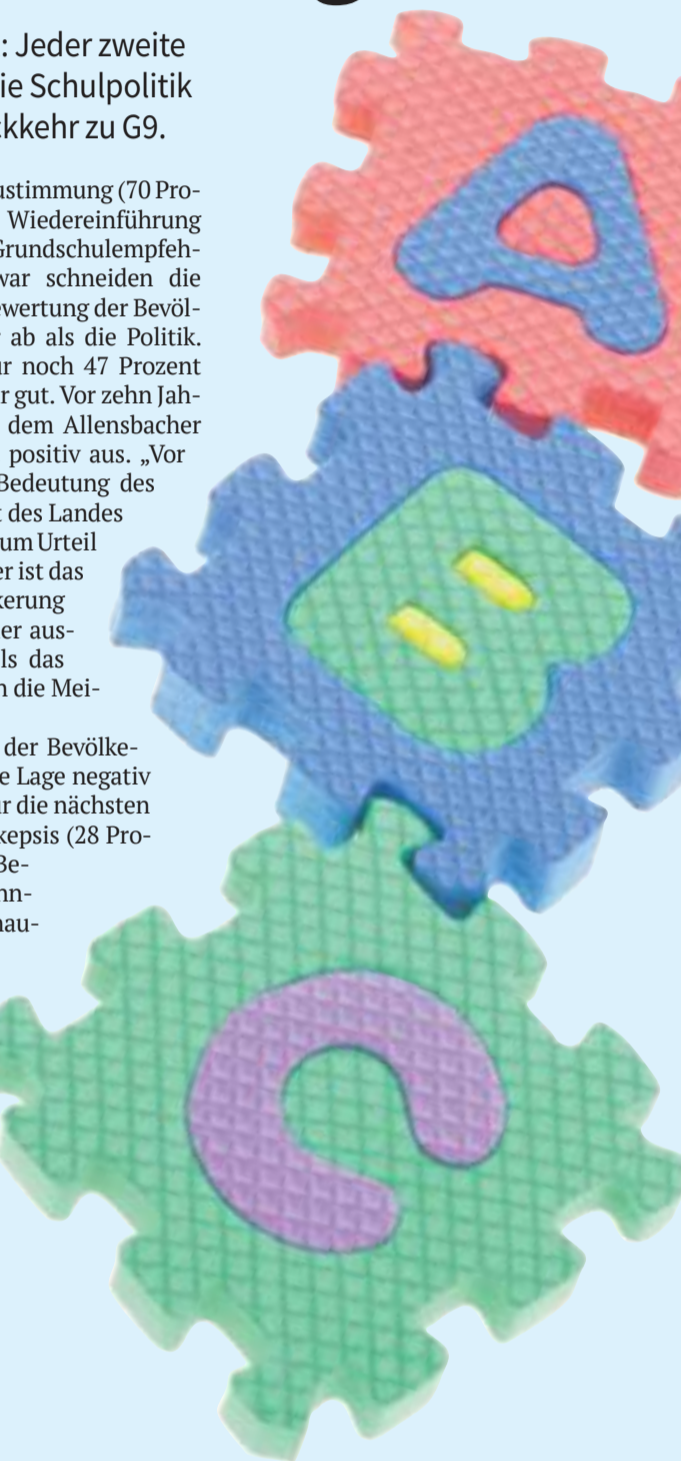 : Jeder zweite
ie Schulpolitik
ckkehr zu G9.
ustimmung (70 Pro-
Wiedereinführung
Grundschulempfeh-
war schneiden die
ewertung der Bevöl-
r ab als die Politik.
ur noch 47 Prozent
r gut. Vor zehn Jah-
dem Allensbacher
positiv aus. „Vor
Bedeutung des
t des Landes
um Urteil
er ist das
kerung
er aus-
ls das
n die Mei-
der Bevölke-
e Lage negativ
ür die nächsten
kepsis (28 Pro-
Be-
nn-
hau-
A
B
C